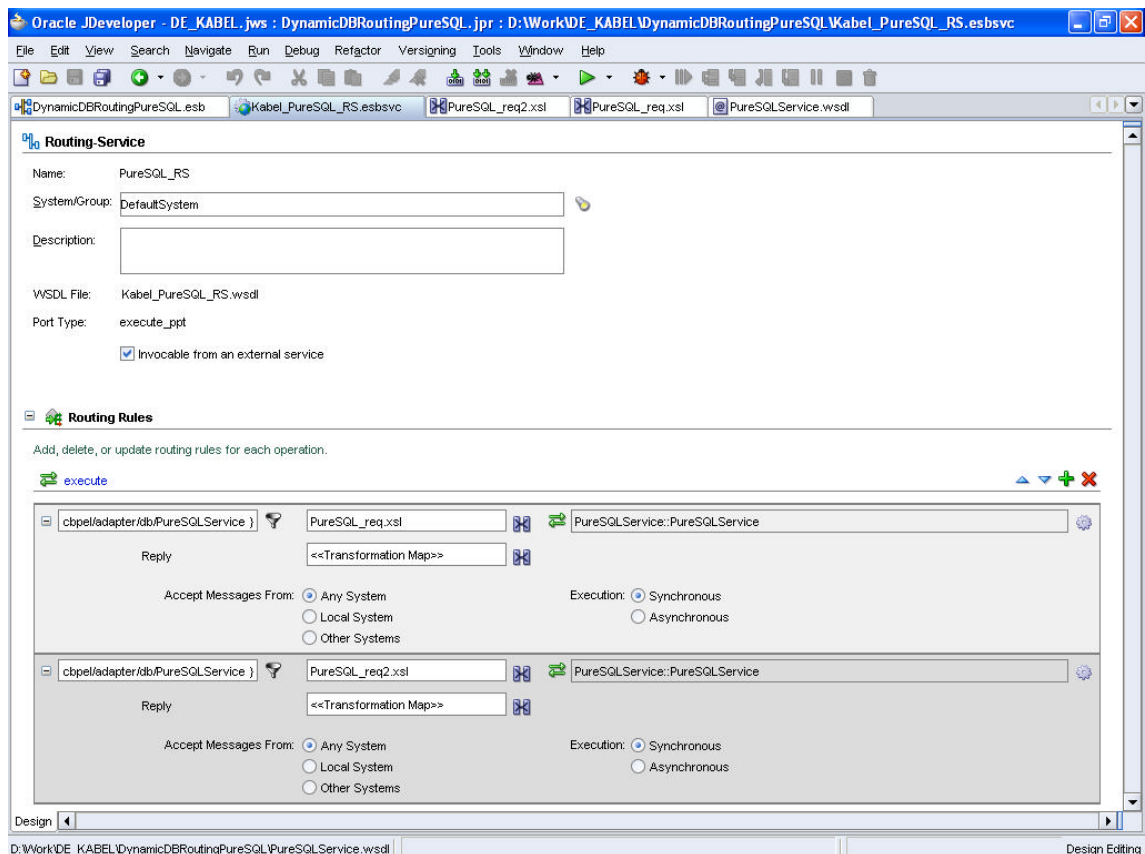 Oracle JDeveloper - DE_KABEL.jws : DynamicDBRoutingPureSQL.jpr : D:\Work\DE_KABEL\DynamicDBRoutingPureSQL\Kabel_PureSQL_RS.esbsvc
File Edit View Search Navigate Run Debug Refactor Versioning Tools Window Help
DynamicDBRoutingPureSQL.esb Kabel_PureSQL_RS.esbsvc PureSQL_req2.xsl PureSQL_req.xsl PureSQLService.wsdl
Routing-Service
Name: PureSQL_RS
System/Group: DefaultSystem
Description:
WSDL File: Kabel_PureSQL_RS.wsdl
Port Type: execute_ppt
Invocable from an external service
Routing Rules
Add, delete, or update routing rules for each operation.
execute
cbpel/adapter/db/PureSQLService } PureSQL_req.xsl PureSQLService::PureSQLService
Reply <<Transformation Map>>
Accept Messages From: Any System Execution: Synchronous
Local System Asynchronous
Other Systems
cbpel/adapter/db/PureSQLService } PureSQL_req2.xsl PureSQLService::PureSQLService
Reply <<Transformation Map>>
Accept Messages From: Any System Execution: Synchronous
Local System Asynchronous
Other Systems
Design
D:\Work\DE_KABEL\DynamicDBRoutingPureSQL\PureSQLService.wsdl Design Editing